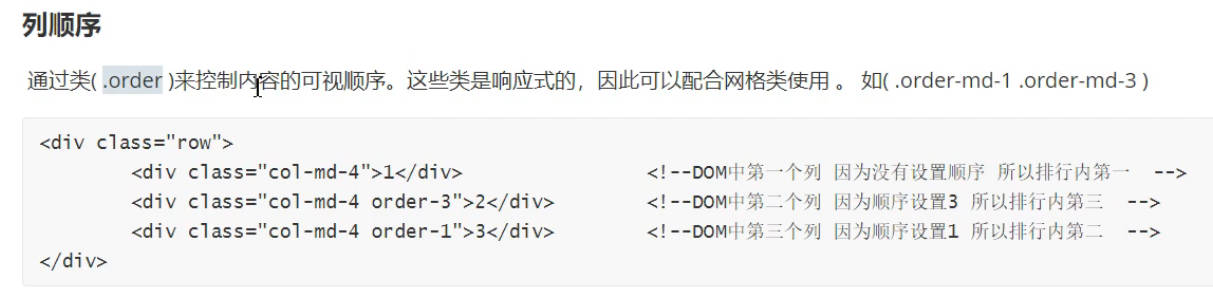 列顺序
通过类( .order )来控制内容的可视顺序。这些类是响应式的，因此可以配合网格类使用 。 如( .order-md-1 .order-md-3 )
<div class="row">
<div class="col-md-4">1</div> <!--DOM中第一个列 因为没有设置顺序 所以排行内第一 -->
<div class="col-md-4 order-3">2</div> <!--DOM中第二个列 因为顺序设置3 所以排行内第三 -->
<div class="col-md-4 order-1">3</div> <!--DOM中第三个列 因为顺序设置1 所以排行内第二 -->
</div>